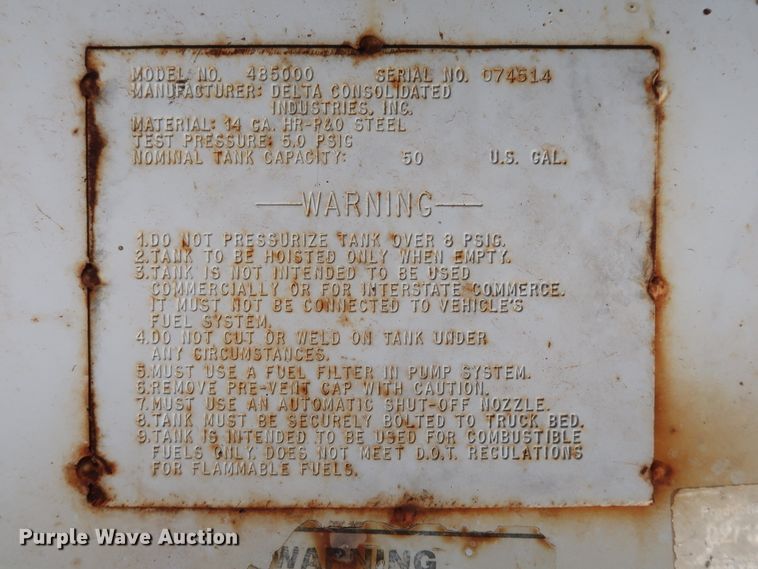 MODEL NO. 485000 SERIAL NO. 074514
MANUFACTURER: DELTA CONSOLIDATED
INDUSTRIES, INC.
MATERIAL: 14 GA. HR-P&O STEEL
TEST PRESSURE: 5.0 PSIG
NOMINAL TANK CAPACITY: 50 U.S. GAL.
WARNING
1.DO NOT PRESSURIZE TANK OVER 8 PSIG.
2.TANK TO BE HOISTED ONLY WHEN EMPTY.
3.TANK IS NOT INTENDED TO BE USED
COMMERCIALLY OR FOR INTERSTATE COMMERCE.
IT MUST NOT BE CONNECTED TO VEHICLE'S
FUEL SYSTEM.
4.DO NOT CUT OR WELD ON TANK UNDER
ANY CIRCUMSTANCES.
5.MUST USE A FUEL FILTER IN PUMP SYSTEM.
6.REMOVE PRE-VENT CAP WITH CAUTION.
7.MUST USE AN AUTOMATIC SHUT-OFF NOZZLE.
8.TANK MUST BE SECURELY BOLTED TO TRUCK BED.
9.TANK IS INTENDED TO BE USED FOR COMBUSTIBLE
FUELS ONLY. DOES NOT MEET D.O.T. REGULATIONS
FOR FLAMMABLE FUELS.
Purple Wave Auction
WARNING